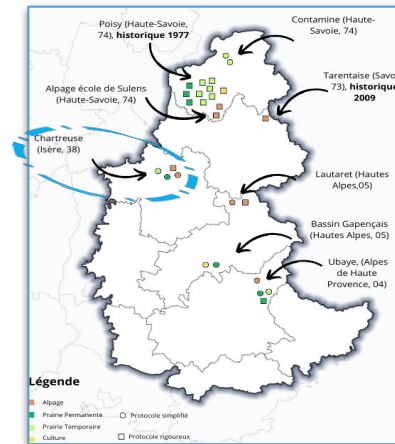 Poisy (Haute-Savoie,
74), historique 1977
Contamine (Haute-
Savoie, 74)
Alpage école de Sulens
(Haute-Savoie, 74)
Tarentaise (Savo
73), historique
2009
Chartreuse
(Isère, 38)
Lautaret (Hautes
Alpes,05)
Bassin Gapençais
(Hautes Alpes, 05)
Ubaye, (Alpes
de Haute
Provence, 04)
Légende
Alpage
Prairie Permanente
Protocole simplifié
Prairie Temporaire
Culture
Protocole rigoureux